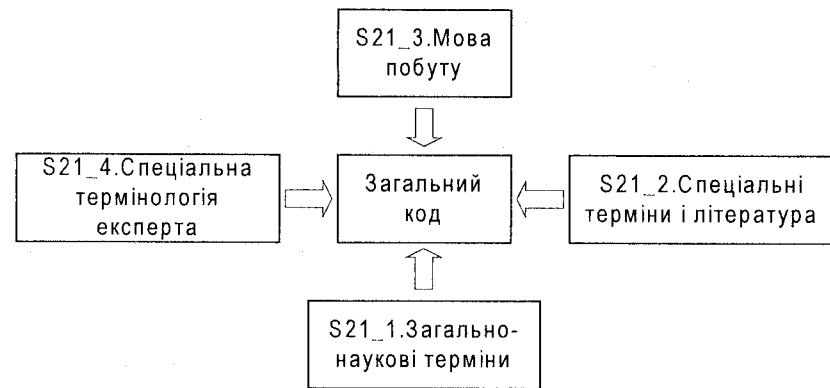 S21_3.Мова
побуту
S21_4.Спеціальна
термінологія
експерта
Загальний
код
S21_2.Спеціальні
терміни і література
S21_1.Загально-
наукові терміни